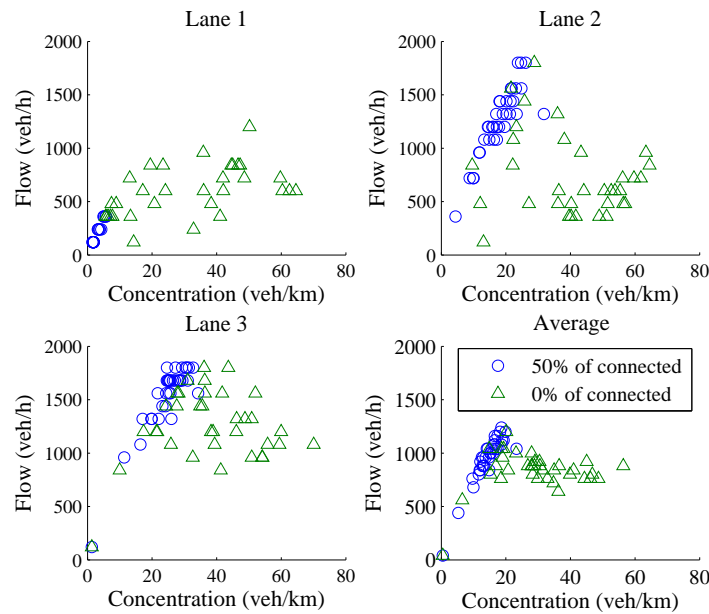 Lane 1
2000
1500
1000
500
0
Flow (veh/h)
0 20 40 60 80
Concentration (veh/km)
Lane 2
2000
1500
1000
500
0
Flow (veh/h)
0 20 40 60 80
Concentration (veh/km)
Lane 3
2000
1500
1000
500
0
Flow (veh/h)
0 20 40 60 80
Concentration (veh/km)
Average
2000
1500
1000
500
0
Flow (veh/h)
50% of connected
0% of connected
0 20 40 60 80
Concentration (veh/km)